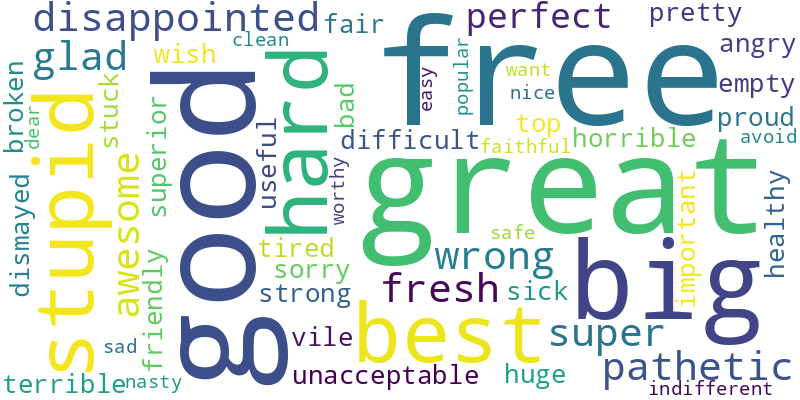 disappointed
fair
perfect
pretty
free
clean
angry
wish
glad
good
hard
stupid
broken
dear
stuck
bad
easy
popular
want
nice
empty
proud
avoid
top
horrible
difficult
faithful
great
superior
useful
worthy
awesome
dismayed
friendly
important
healthy
safe
tired
wrong
big
sorry
strong
fresh
sick
best
super
vile
sad
pathetic
terrible
nasty
unacceptable
huge
indifferent